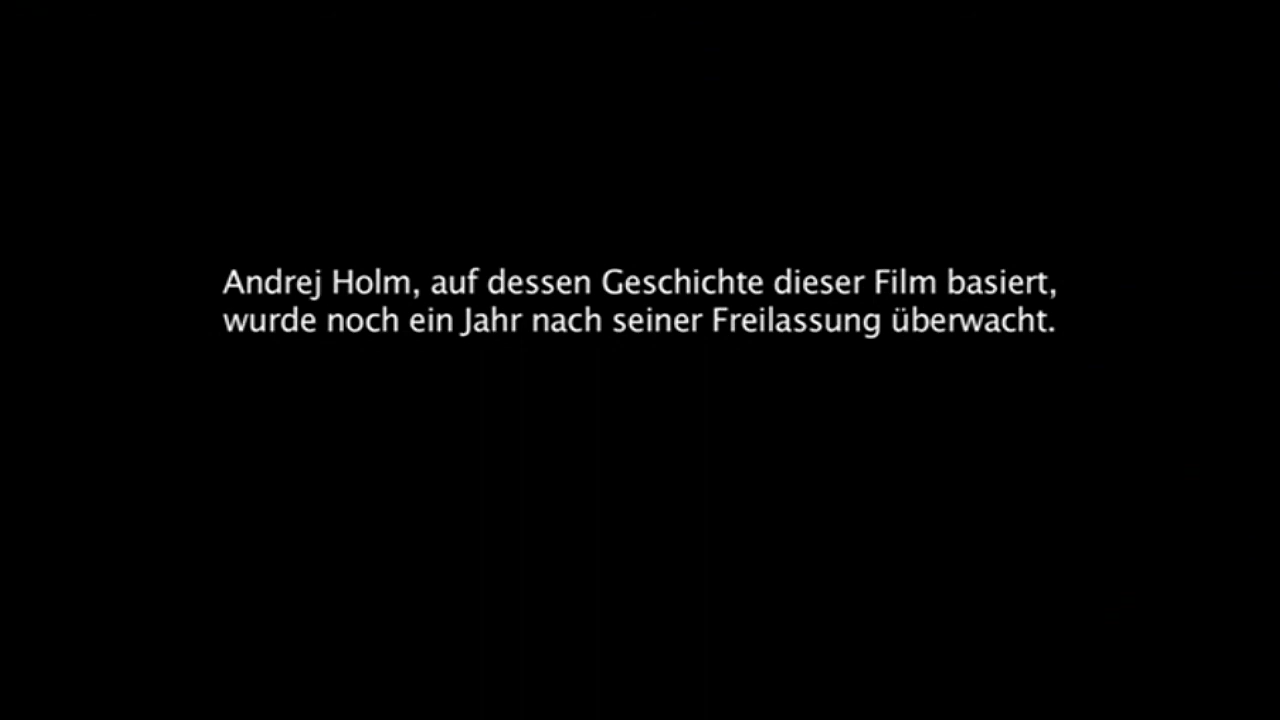 Andrej Holm, auf dessen Geschichte dieser Film basiert,
wurde noch ein Jahr nach seiner Freilassung überwacht.